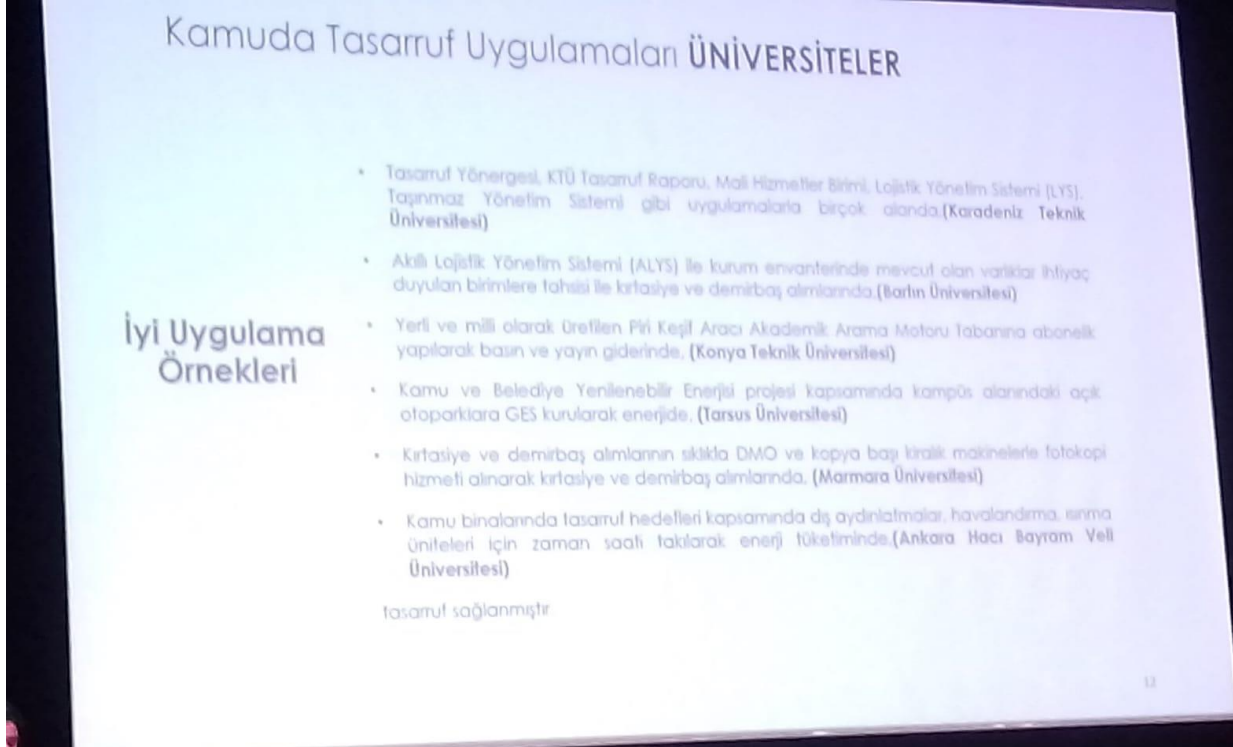 Kamuda Tasarruf Uygulamaları ÜNİVERSİTELER
İyi Uygulama
Örnekleri
• Tasarruf Yönergesi, KTÜ Tasarruf Raporu, Mali Hizmetler Birimi, Lojistik Yönetim Sistemi (LYS),
Taşınmaz Yönetim Sistemi gibi uygulamalarla birçok alanda.(Karadeniz Teknik
Üniversitesi)
• Akıllı Lojistik Yönetim Sistemi (ALYS) ile kurum envanterinde mevcut olan varlıklar ihtiyaç
duyulan birimlere tahsisi ile kırtasiye ve demirbaş alımlarında.(Bartın Üniversitesi)
• Yerli ve milli olarak üretilen Piri Keşif Aracı Akademik Arama Motoru Tabanına abonelik
yapılarak basın ve yayın giderinde, (Konya Teknik Üniversitesi)
• Kamu ve Belediye Yenilenebilir Enerjisi projesi kapsamında kampüs alanındaki açık
otoparklara GES kurularak enerjide, (Tarsus Üniversitesi)
• Kırtasiye ve demirbaş alımlarının sıklıkla DMO ve kopya başı kiralık makinelerle fotokopi
hizmeti alınarak kırtasiye ve demirbaş alımlarında, (Marmara Üniversitesi)
• Kamu binalarında tasarruf hedefleri kapsamında dış aydınlatmalar, havalandırma, ısınma
üniteleri için zaman saati takılarak enerji tüketiminde.(Ankara Hacı Bayram Veli
Üniversitesi)
tasarruf sağlanmıştır